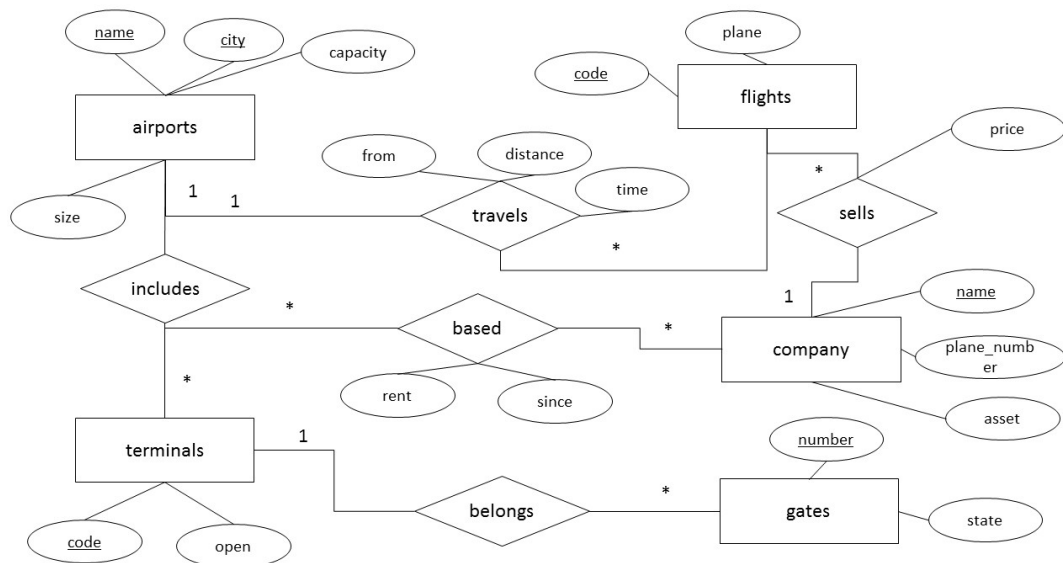 plane
name
city
capacity
code
flights
airports
price
from
distance
*
time
1
1
size
travels
sells
*
includes
1
name
*
based
*
company
plane_numb
er
*
rent
since
asset
1
number
terminals
*
belongs
gates
state
code
open